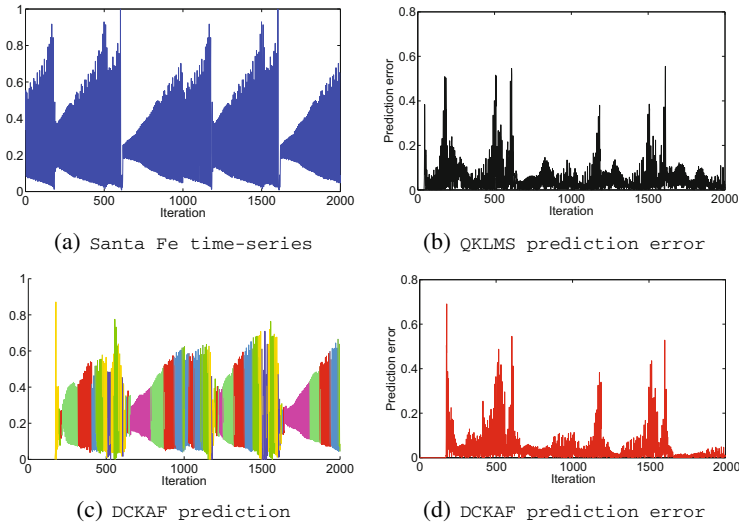 1
0.8
0.6
0.4
0.2
0
0 500 1000 1500 2000
Iteration
(a) Santa Fe time-series
0.8
0.6
0.4
0.2
0
Prediction error
0 500 1000 1500 2000
Iteration
(b) QKLMS prediction error
1
0.8
0.6
0.4
0.2
0
0 500 1000 1500 2000
Iteration
(c) DCKAF prediction
0.8
0.6
0.4
0.2
0
Prediction error
0 500 1000 1500 2000
Iteration
(d) DCKAF prediction error